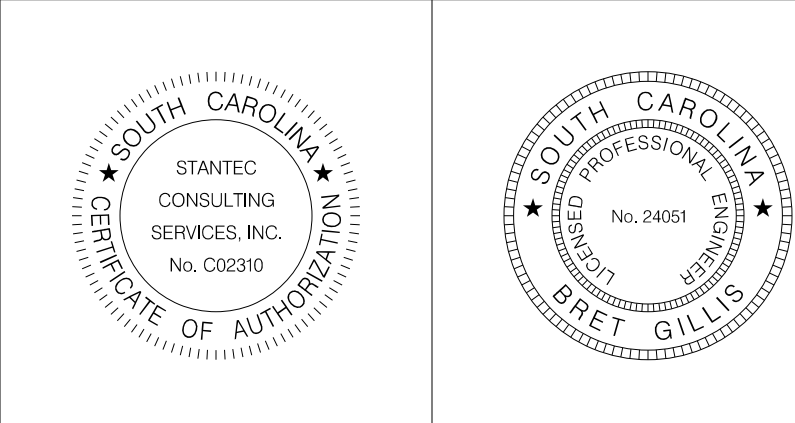 SOUTH CAROLINA
STANTEC
CONSULTING
SERVICES, INC.
No. C02310
CERTIFICATE OF AUTHORIZATION
SOUTH CAROLINA
LICENSED PROFESSIONAL ENGINEER
No. 24051
BRET GILLIS